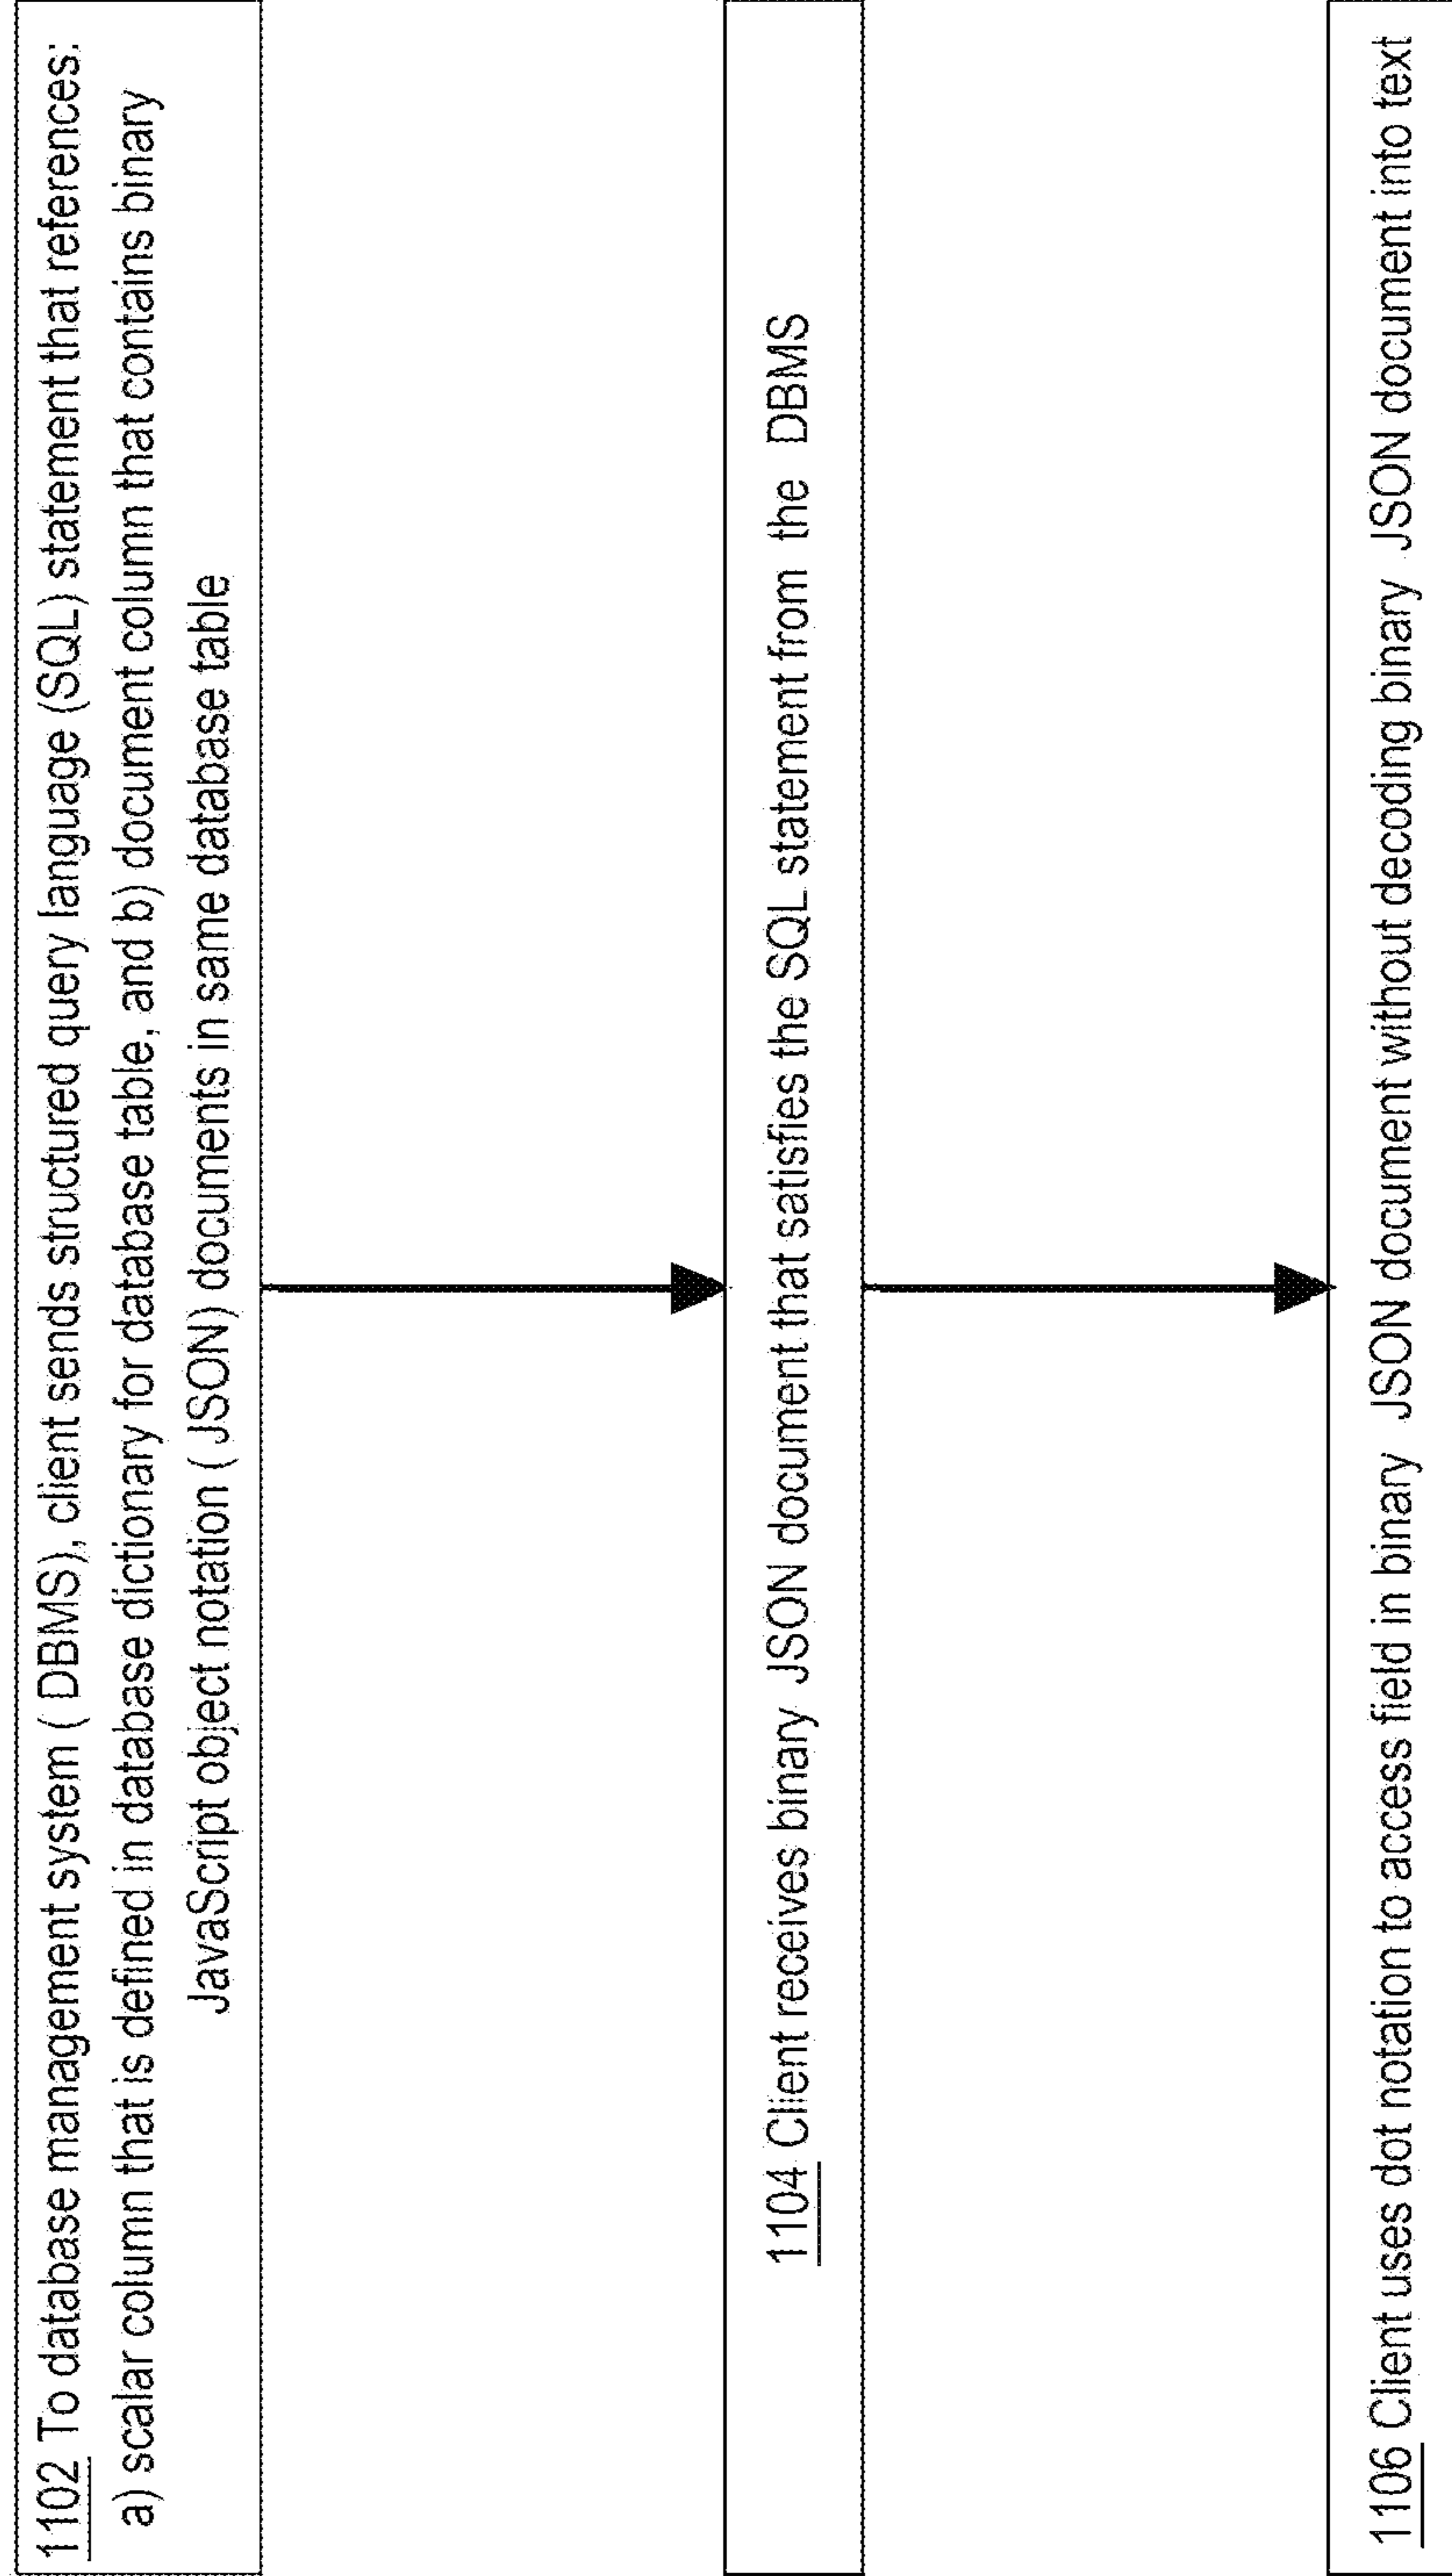 1102 To database management system ( DBMS), client sends structured query language (SQL) statement that references:
a) scalar column that is defined in database dictionary for database table, and b) document column that contains binary
JavaScript object notation ( JSON) documents in same database table
1104 Client receives binary JSON document that satisfies the SQL statement from the DBMS
1106 Client uses dot notation to access field in binary JSON document without decoding binary JSON document into text